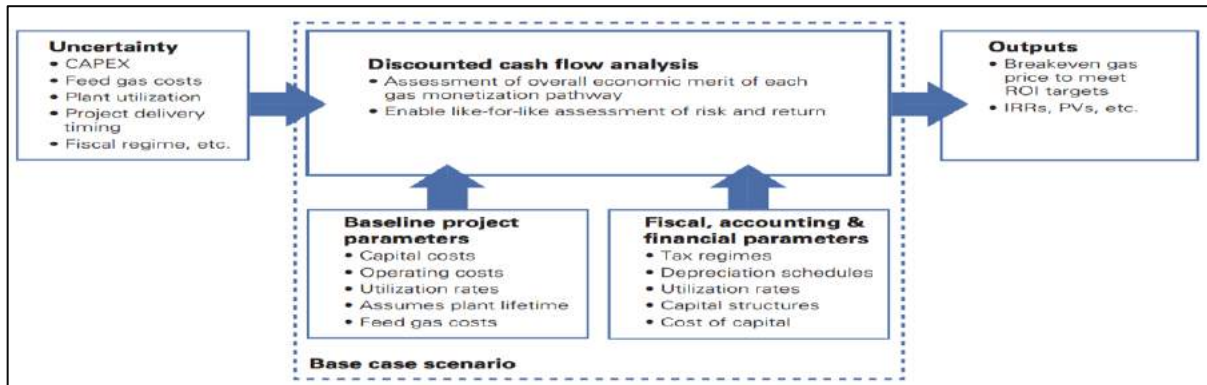 Uncertainty
• CAPEX
• Feed gas costs
• Plant utilization
• Project delivery
timing
• Fiscal regime, etc.
Discounted cash flow analysis
• Assessment of overall economic merit of each
gas monetization pathway
• Enable like-for-like assessment of risk and return
Outputs
• Breakeven gas
price to meet
ROI targets
• IRRs, PVs, etc.
Baseline project
parameters
• Capital costs
• Operating costs
• Utilization rates
• Assumes plant lifetime
• Feed gas costs
Fiscal, accounting &
financial parameters
• Tax regimes
• Depreciation schedules
• Utilization rates
• Capital structures
• Cost of capital
Base case scenario